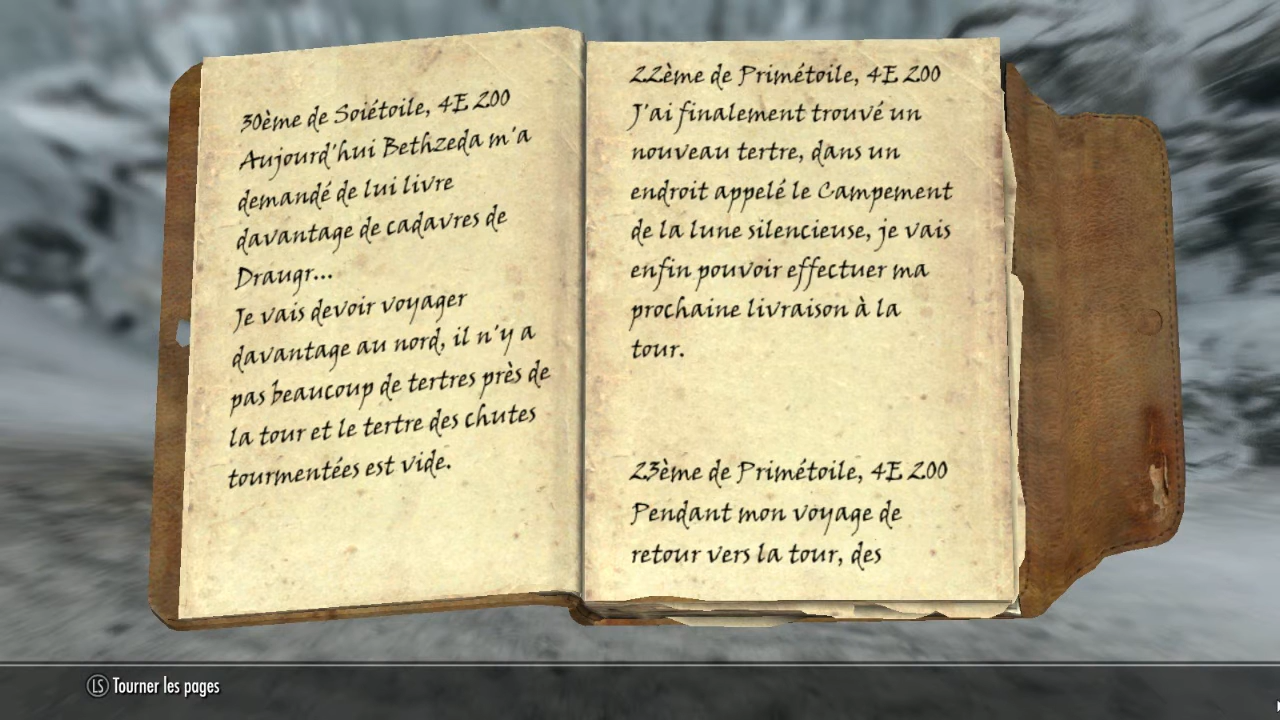 30ème de Soiétoile, 4E 200
Aujourd'hui Bethzeda m'a
demandé de lui livre
davantage de cadavres de
Draugr...
Je vais devoir voyager
davantage au nord, il n'y a
pas beaucoup de tertres près de
la tour et le tertre des chutes
tourmentées est vide.
22ème de Primétoile, 4E 200
J'ai finalement trouvé un
nouveau tertre, dans un
endroit appelé le Campement
de la lune silencieuse, je vais
enfin pouvoir effectuer ma
prochaine livraison à la
tour.
23ème de Primétoile, 4E 200
Pendant mon voyage de
retour vers la tour, des
LS Tourner les pages